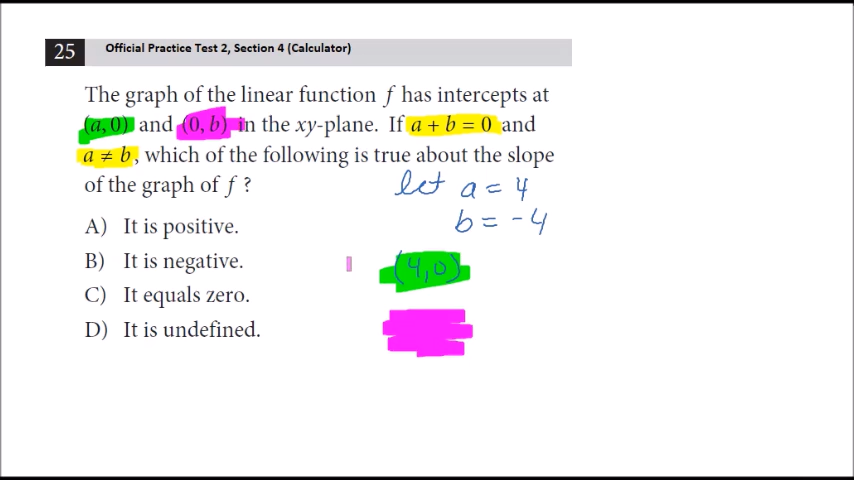 25 Official Practice Test 2, Section 4 (Calculator)
The graph of the linear function f has intercepts at
(a, 0) and (0, b) in the xy-plane. If a + b = 0 and
a ≠ b, which of the following is true about the slope
of the graph of f ?
let a = 4
b = -4
A) It is positive.
B) It is negative.
(4,0)
C) It equals zero.
D) It is undefined.